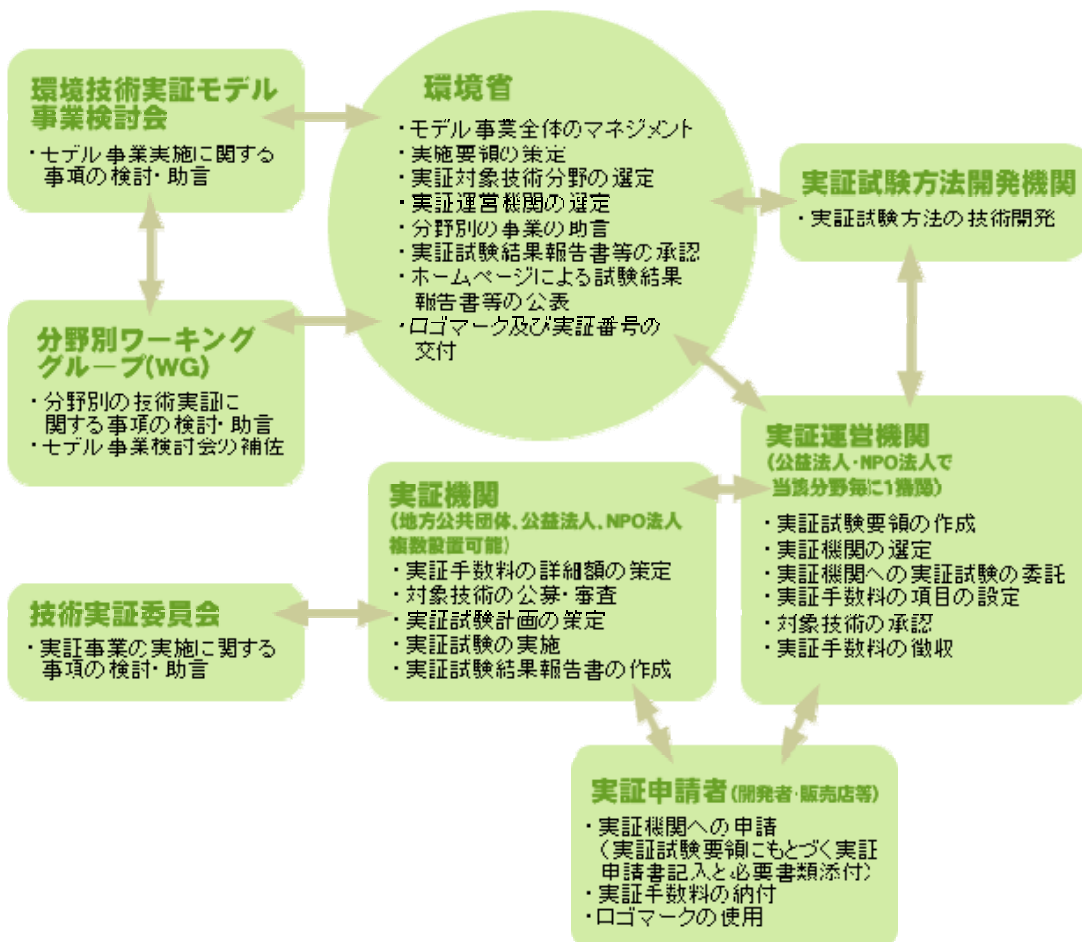 環境技術実証モデル
事業検討会
・モデル事業実施に関する
事項の検討・助言
環境省
・モデル事業全体のマネジメント
・実施要領の策定
・実証対象技術分野の選定
・実証運営機関の選定
・分野別の事業の助言
・実証試験結果報告書等の承認
・ホームページによる試験結果
報告書等の公表
・ロゴマーク及び実証番号の
交付
実証試験方法開発機関
・実証試験方法の技術開発
分野別ワーキング
グループ(WG)
・分野別の技術実証に
関する事項の検討・助言
・モデル事業検討会の補佐
実証運営機関
(公益法人・NPO法人で
当該分野毎に1機関)
・実証試験要領の作成
・実証機関の選定
・実証機関への実証試験の委託
・実証手数料の項目の設定
・対象技術の承認
・実証手数料の徴収
実証機関
(地方公共団体、公益法人、NPO法人
複数設置可能)
・実証手数料の詳細額の策定
・対象技術の公募・審査
・実証試験計画の策定
・実証試験の実施
・実証試験結果報告書の作成
技術実証委員会
・実証事業の実施に関する
事項の検討・助言
実証申請者(開発者・販売店等)
・実証機関への申請
(実証試験要領にもとづく実証
申請書記入と必要書類添付)
・実証手数料の納付
・ロゴマークの使用